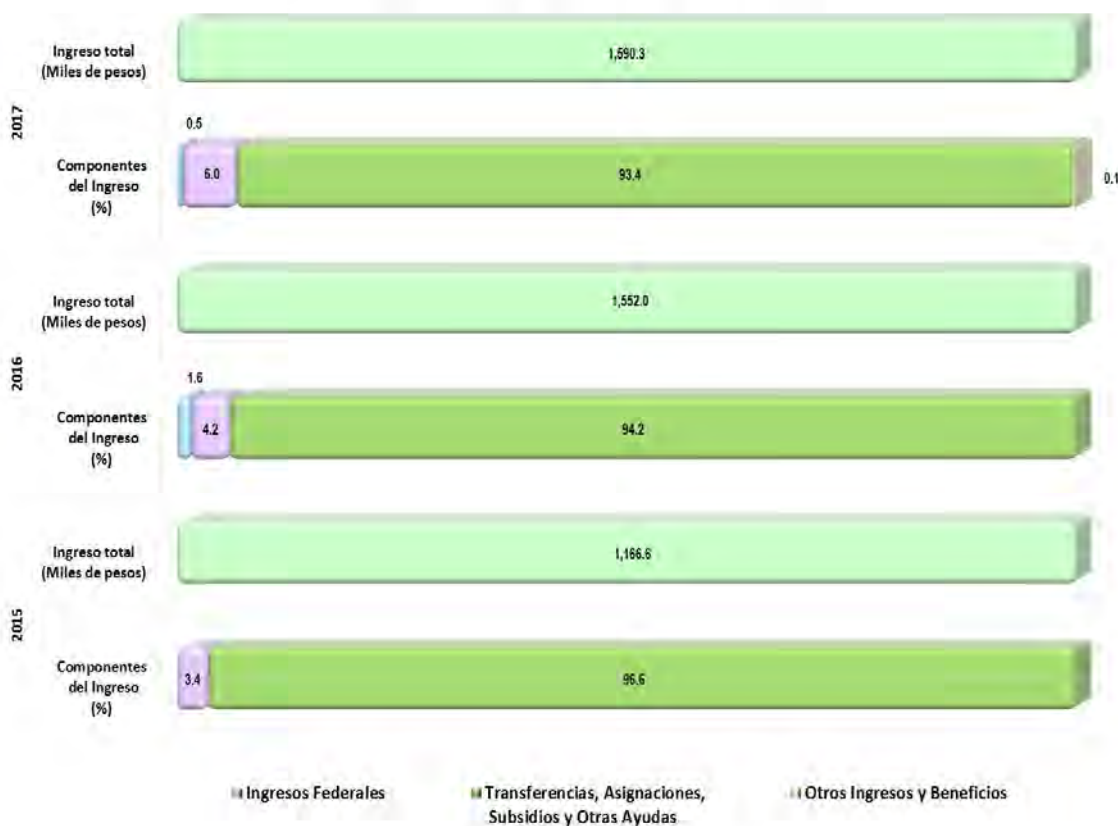 2017
Ingreso total
(Miles de pesos)
1,590.3
0.5
Componentes
del Ingreso
(%)
6.0
93.4
0.1
2016
Ingreso total
(Miles de pesos)
1,552.0
1.6
Componentes
del Ingreso
(%)
4.2
94.2
2015
Ingreso total
(Miles de pesos)
1,166.6
Componentes
del Ingreso
(%)
3.4
96.6
Ingresos Federales
Transferencias, Asignaciones,
Subsidios y Otras Ayudas
Otros Ingresos y Beneficios